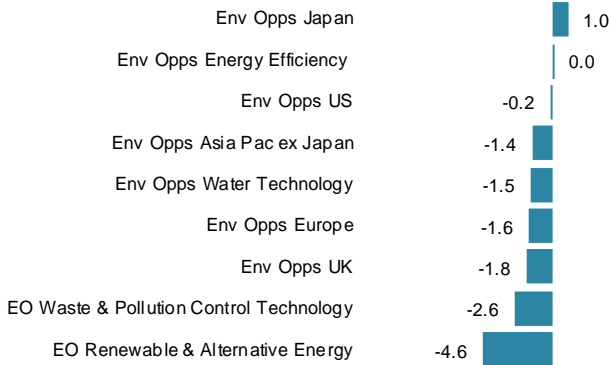 Env Opps Japan 1.0
Env Opps Energy Efficiency 0.0
Env Opps US -0.2
Env Opps Asia Pac ex Japan -1.4
Env Opps Water Technology -1.5
Env Opps Europe -1.6
Env Opps UK -1.8
EO Waste & Pollution Control Technology -2.6
EO Renewable & Alternative Energy -4.6